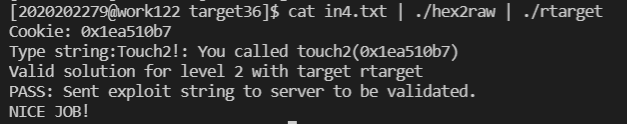 [2020202279@work122 target36]$ cat in4.txt | ./hex2raw | ./rtarget
Cookie: 0x1ea510b7
Type string:Touch2!: You called touch2(0x1ea510b7)
Valid solution for level 2 with target rtarget
PASS: Sent exploit string to server to be validated.
NICE JOB!